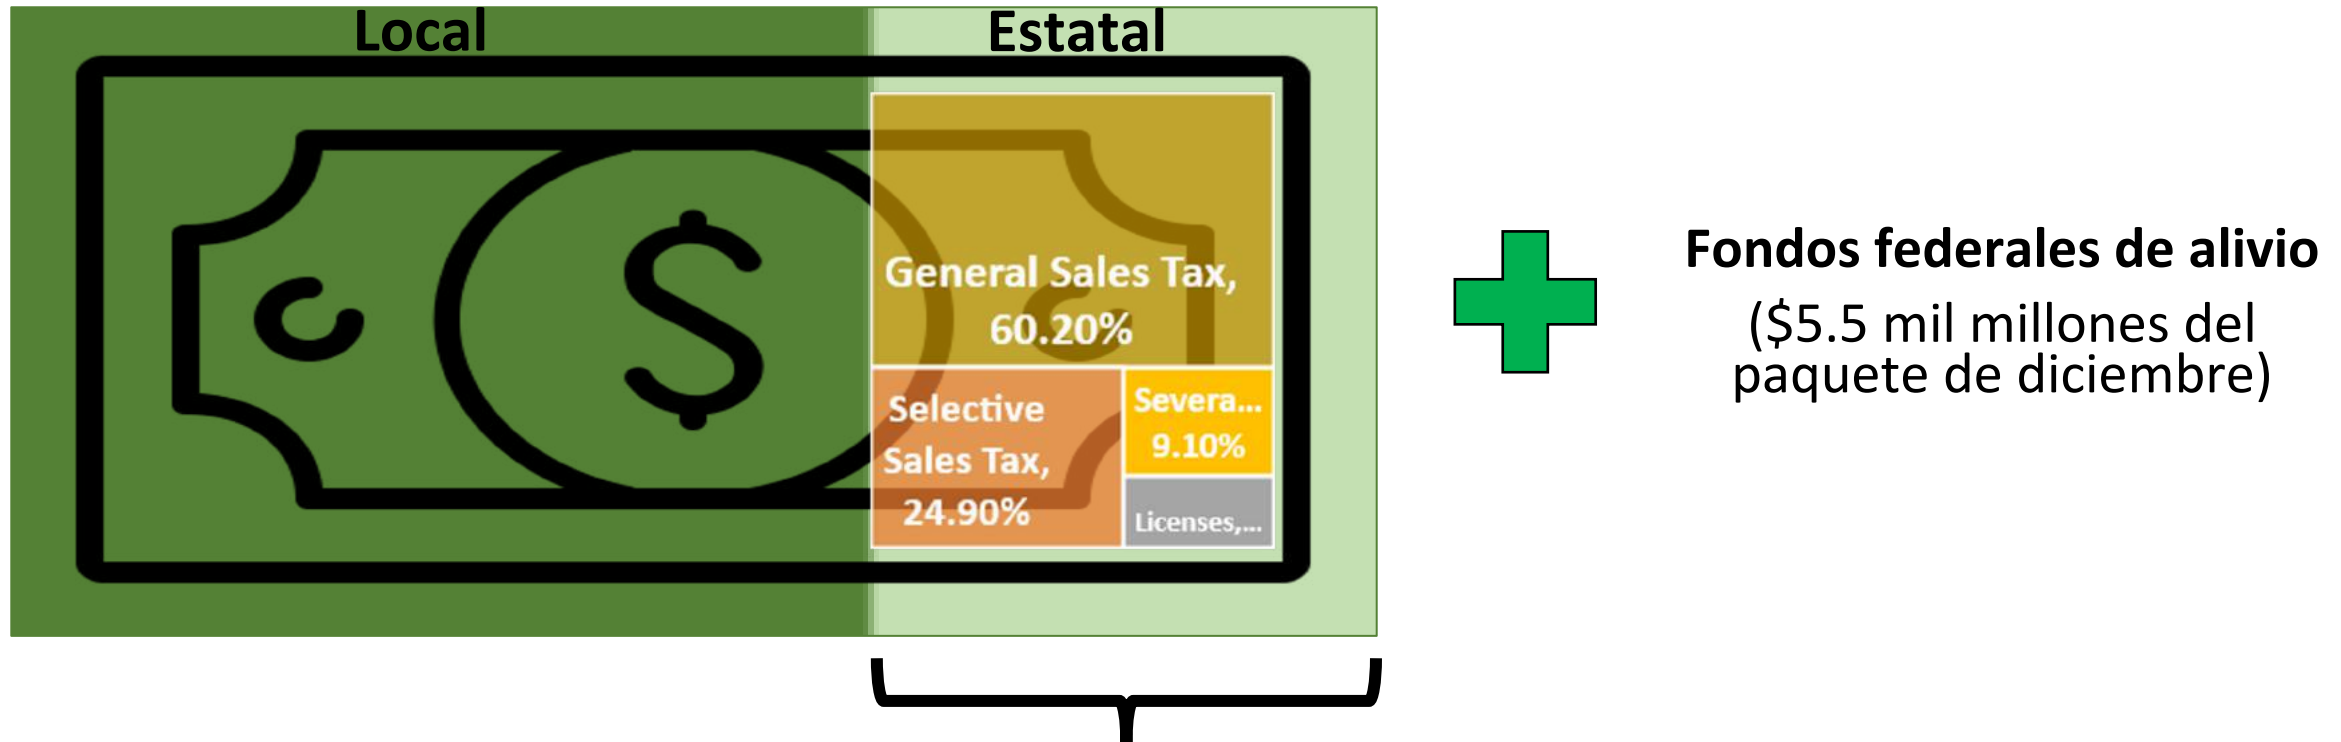 Local
Estatal
General Sales Tax,
60.20%
Selective
Sales Tax,
24.90%
Severa...
9.10%
Licenses,...
Fondos federales de alivio
($5.5 mil millones del
paquete de diciembre)